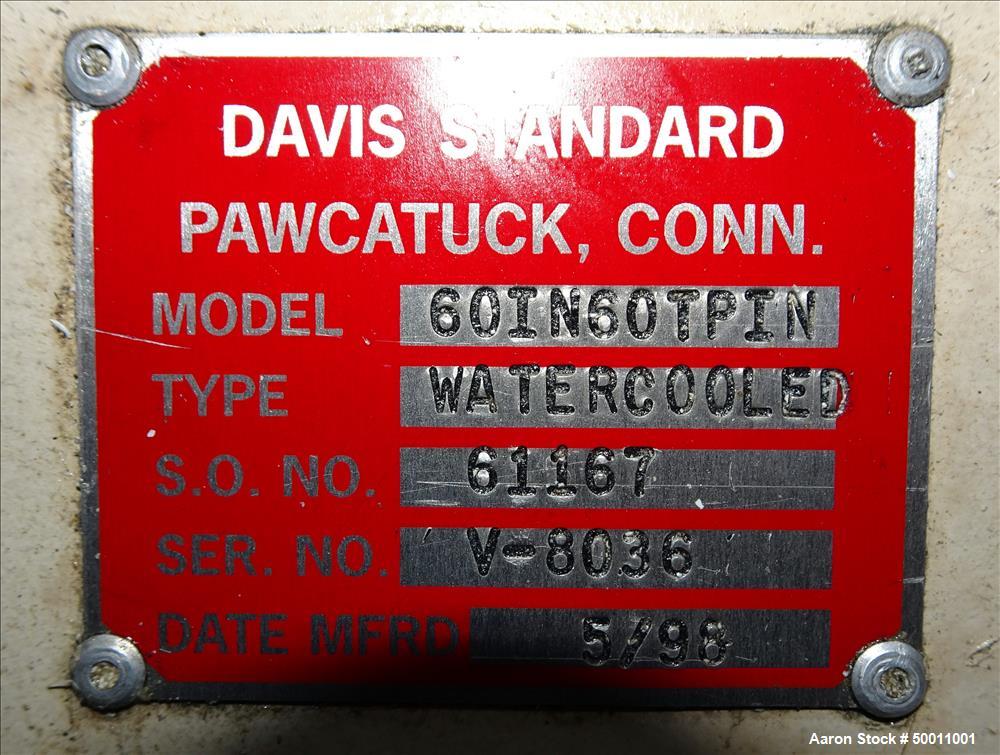 DAVIS STANDARD
PAWCATUCK, CONN.
MODEL 60IN60TPIN
TYPE WATERCOOLED
S.O. NO. 61167
SER. NO. V-8036
DATE MFRD 5/98
Aaron Stock # 50011001